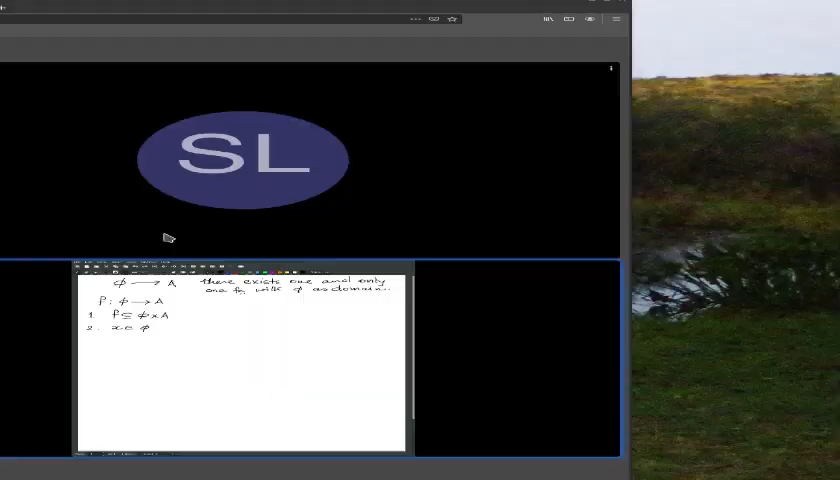 SL
φ → A there exists one and only
one fn with φ as domain.
f : φ → A
1. f ⊆ φ × A
2. x ∈ φ